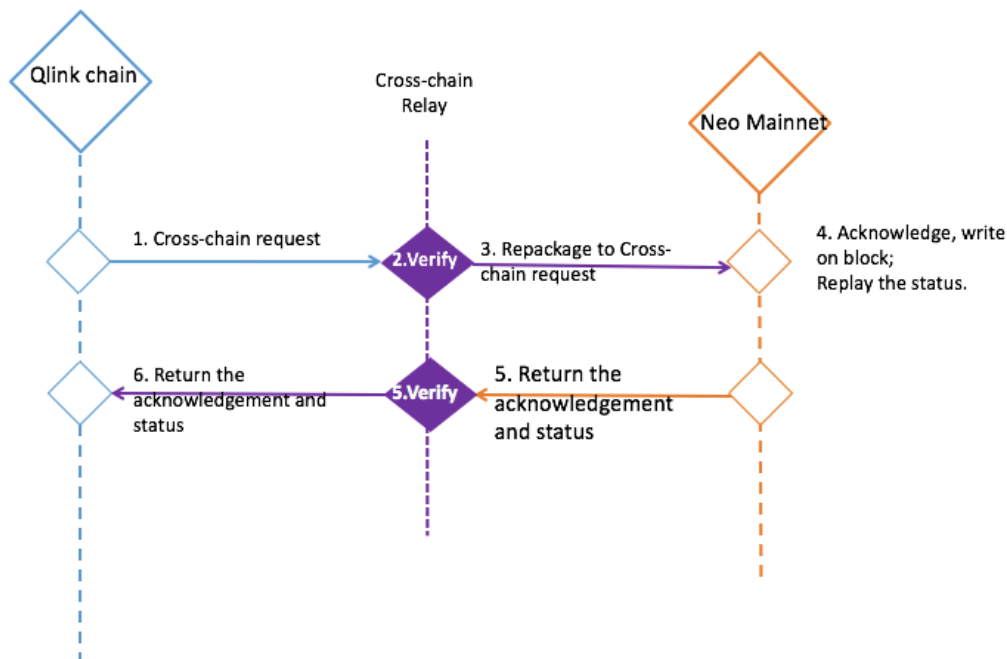 Qlink chain
Cross-chain
Relay
Neo Mainnet
1. Cross-chain request
2.Verify
3. Repackage to Cross-
chain request
4. Acknowledge, write
on block;
Replay the status.
6. Return the
acknowledgement and
status
5.Verify
5. Return the
acknowledgement
and status